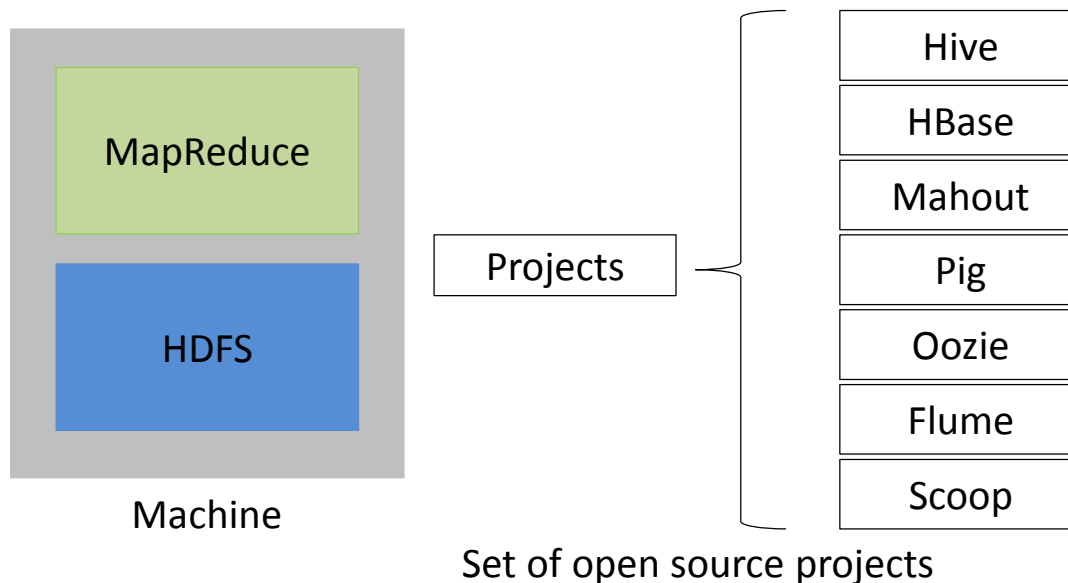 MapReduce
HDFS
Machine
Projects
Hive
HBase
Mahout
Pig
Oozie
Flume
Scoop
Set of open source projects